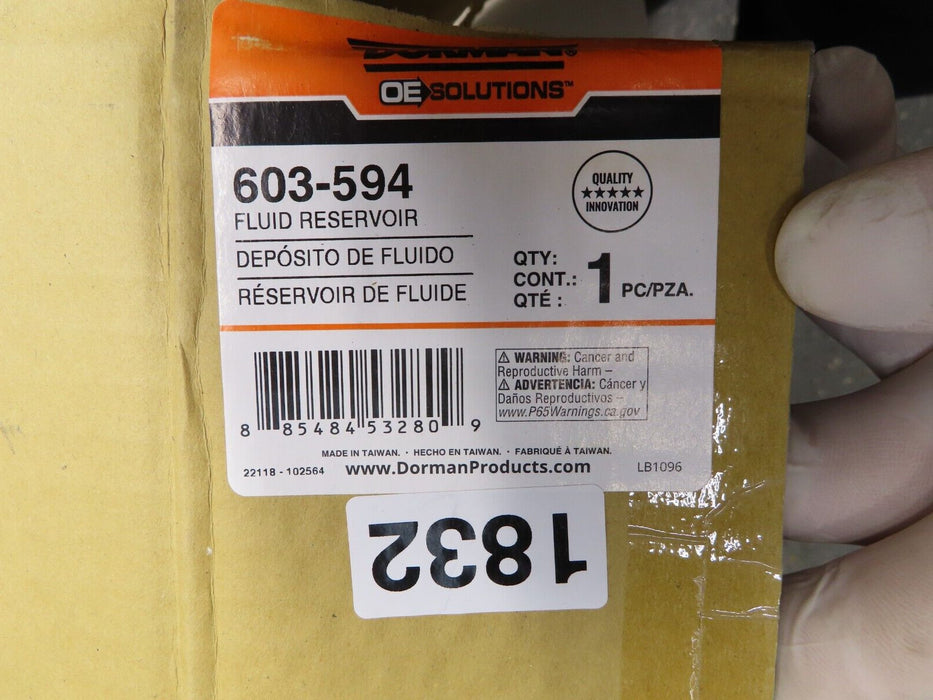 DORMAN®
OE SOLUTIONS™
603-594
FLUID RESERVOIR
DEPÓSITO DE FLUIDO
RÉSERVOIR DE FLUIDE
QUALITY
★★★★★
INNOVATION
QTY:
CONT.:
QTÉ :
1 PC/PZA.
8 85484 53280 9
⚠ WARNING: Cancer and
Reproductive Harm –
⚠ ADVERTENCIA: Cáncer y
Daños Reproductivos –
www.P65Warnings.ca.gov
MADE IN TAIWAN. • HECHO EN TAIWAN. • FABRIQUÉ À TAIWAN.
22118 - 102564 www.DormanProducts.com LB1096
1832